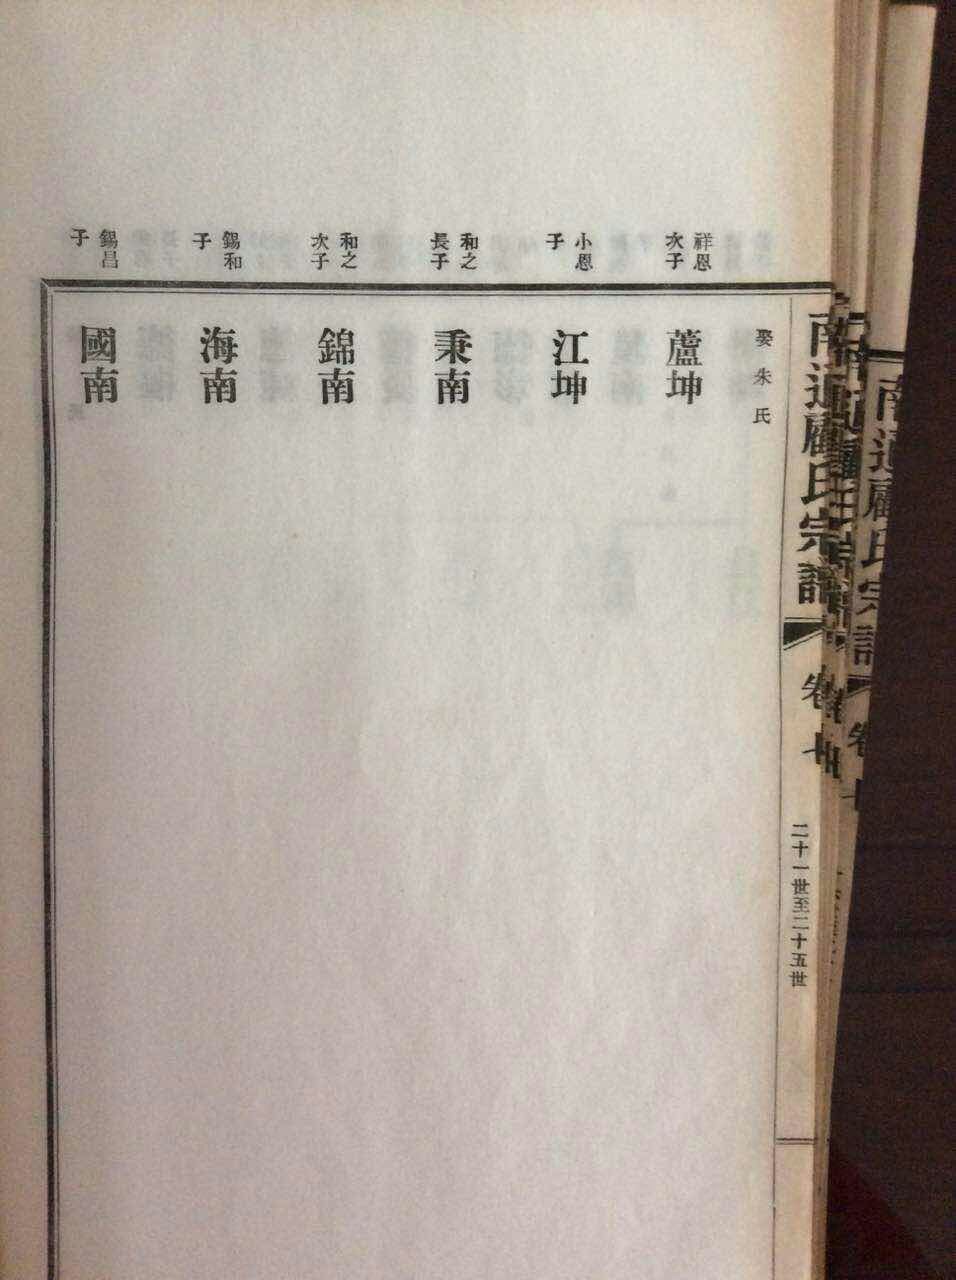 南通顧氏宗譜
卷七
二十一世至二十五世
娶朱氏
祥恩
次子
蘆坤
小恩
子
江坤
和之
長子
秉南
和之
次子
錦南
錫和
子
海南
錫昌
子
國南